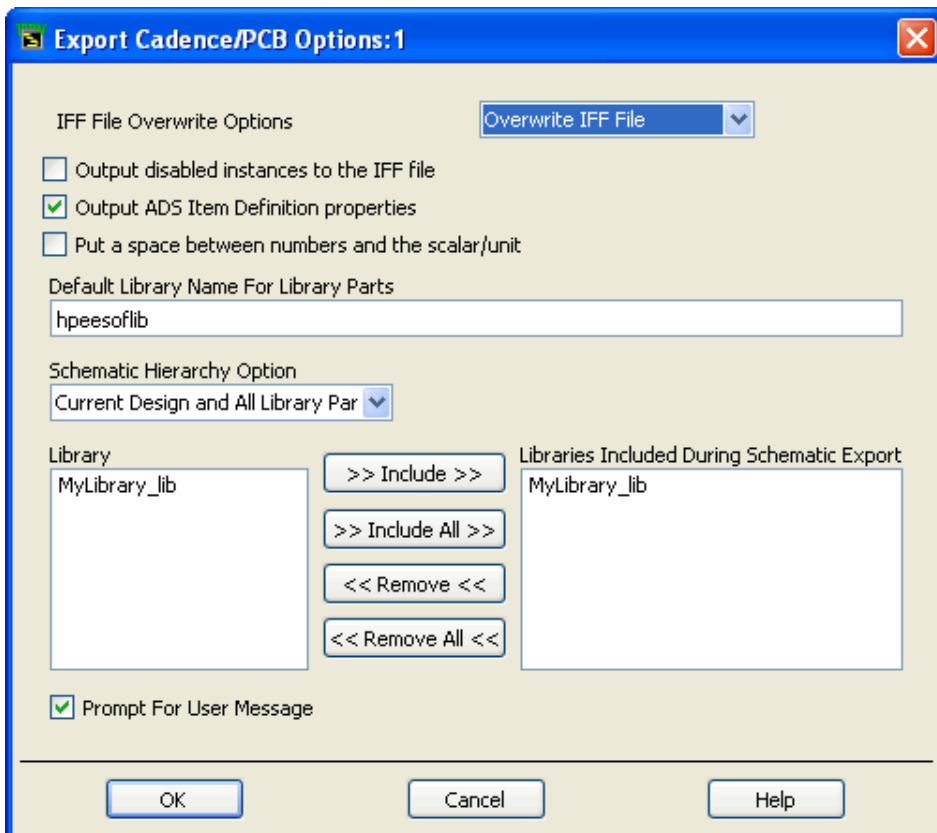 Export Cadence/PCB Options:1
IFF File Overwrite Options
Overwrite IFF File
Output disabled instances to the IFF file
Output ADS Item Definition properties
Put a space between numbers and the scalar/unit
Default Library Name For Library Parts
hpeesoflib
Schematic Hierarchy Option
Current Design and All Library Par
Library
Libraries Included During Schematic Export
MyLibrary_lib
>> Include >>
MyLibrary_lib
>> Include All >>
<< Remove <<
<< Remove All <<
Prompt For User Message
OK
Cancel
Help